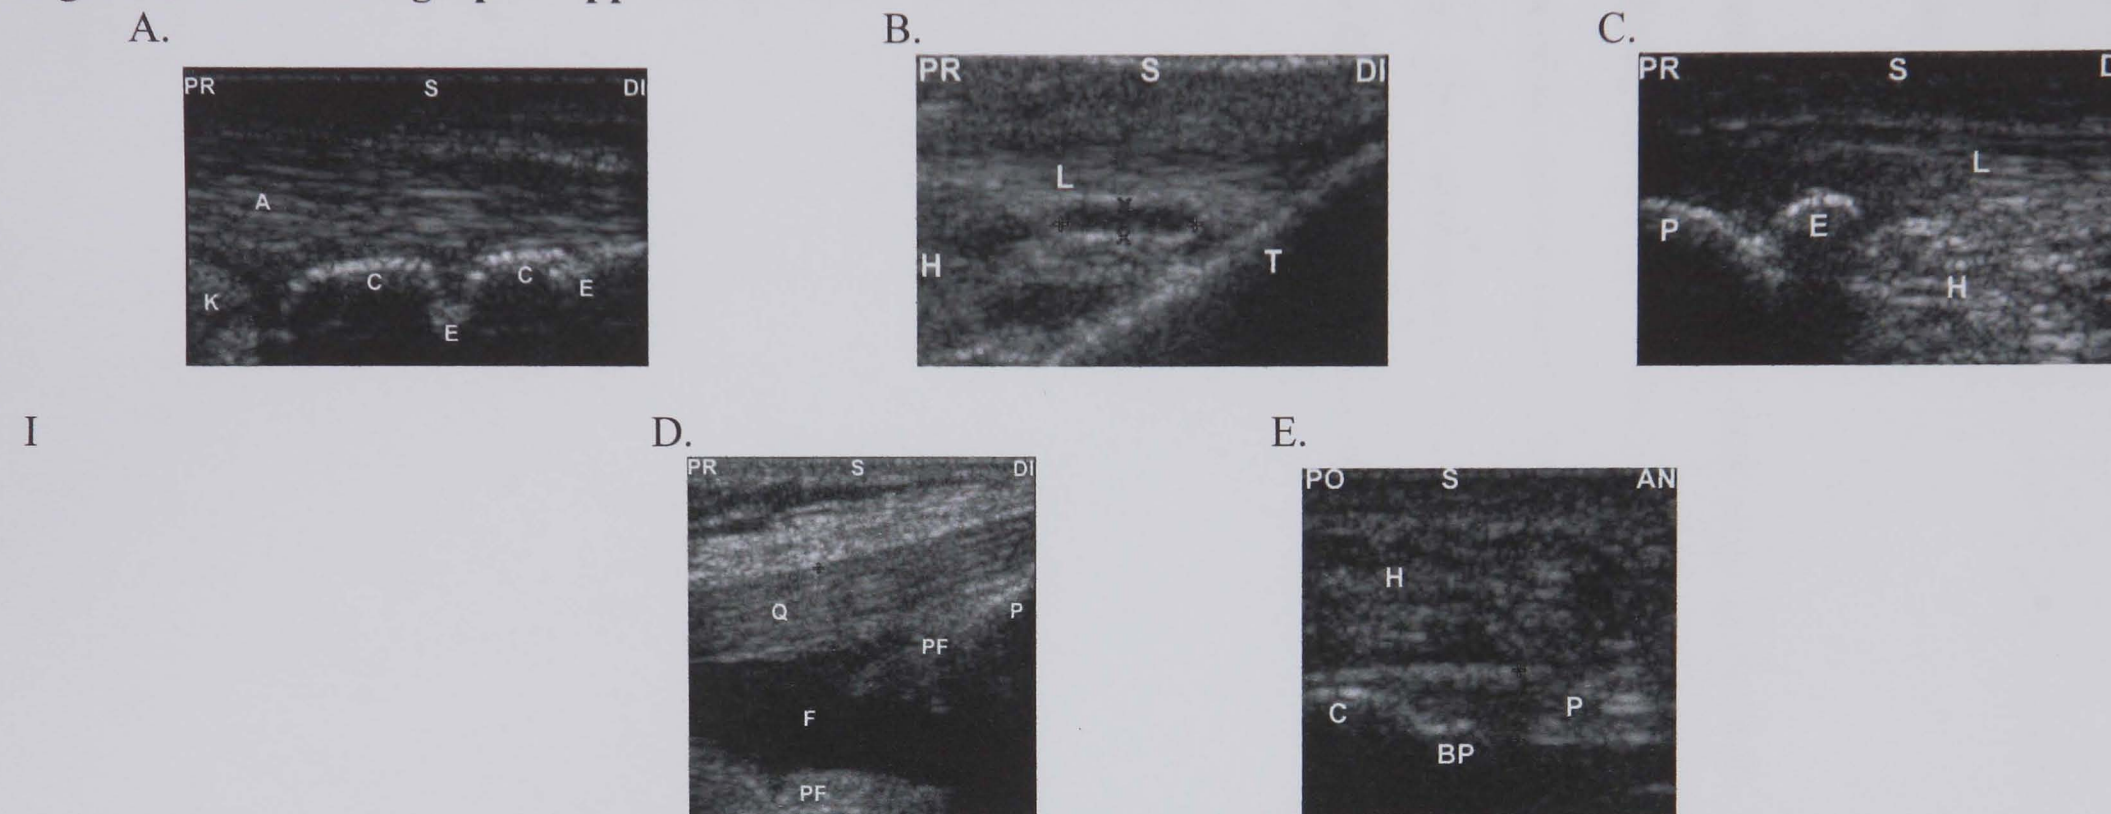 A.
B.
C.
PR S DI
PR S DI
PR S
A
L
L
C
C
E
K
E
H
T
P
E
H
I
D.
E.
PR S DI
PO S AN
H
Q
P
PF
F
C
P
BP
PF